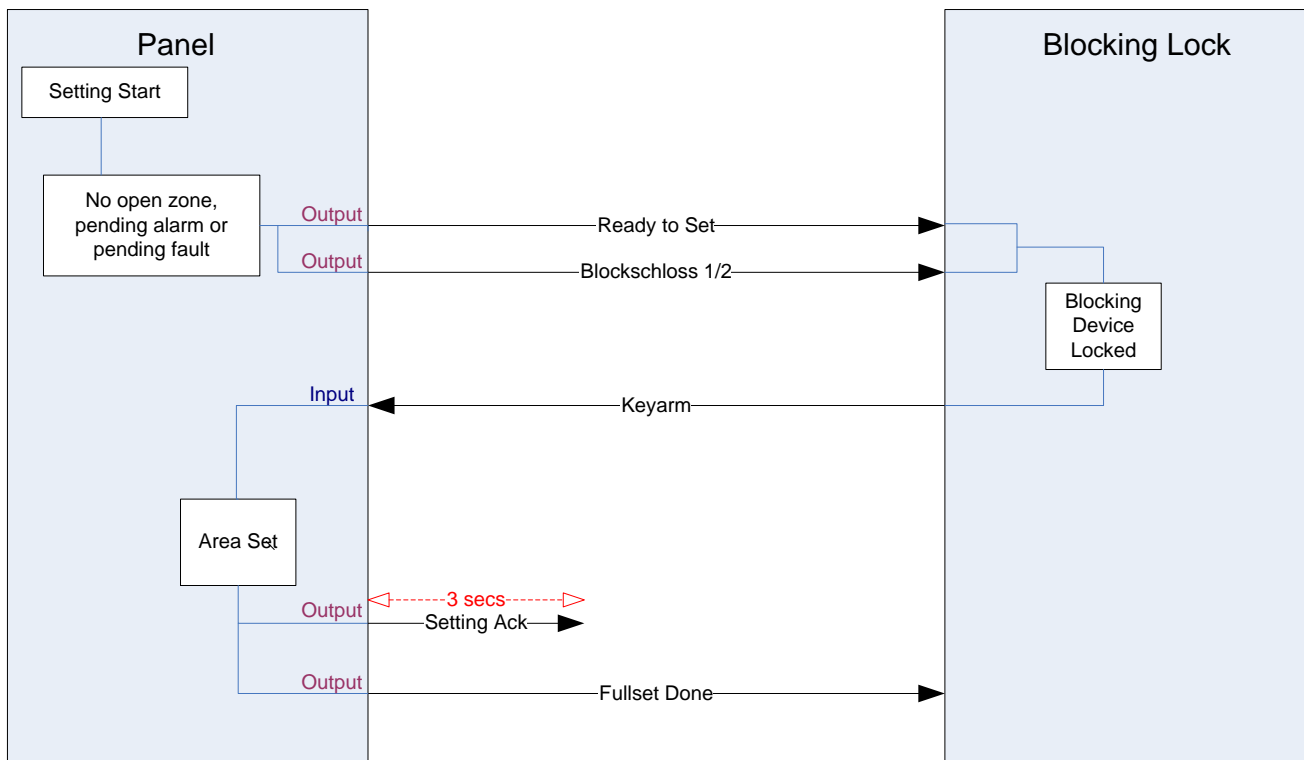 Panel
Blocking Lock
Setting Start
No open zone,
pending alarm or
pending fault
Output
Ready to Set
Output
Blockschloss 1/2
Blocking
Device
Locked
Input
Keyarm
Area Set
3 secs
Output
Setting Ack
Output
Fullset Done